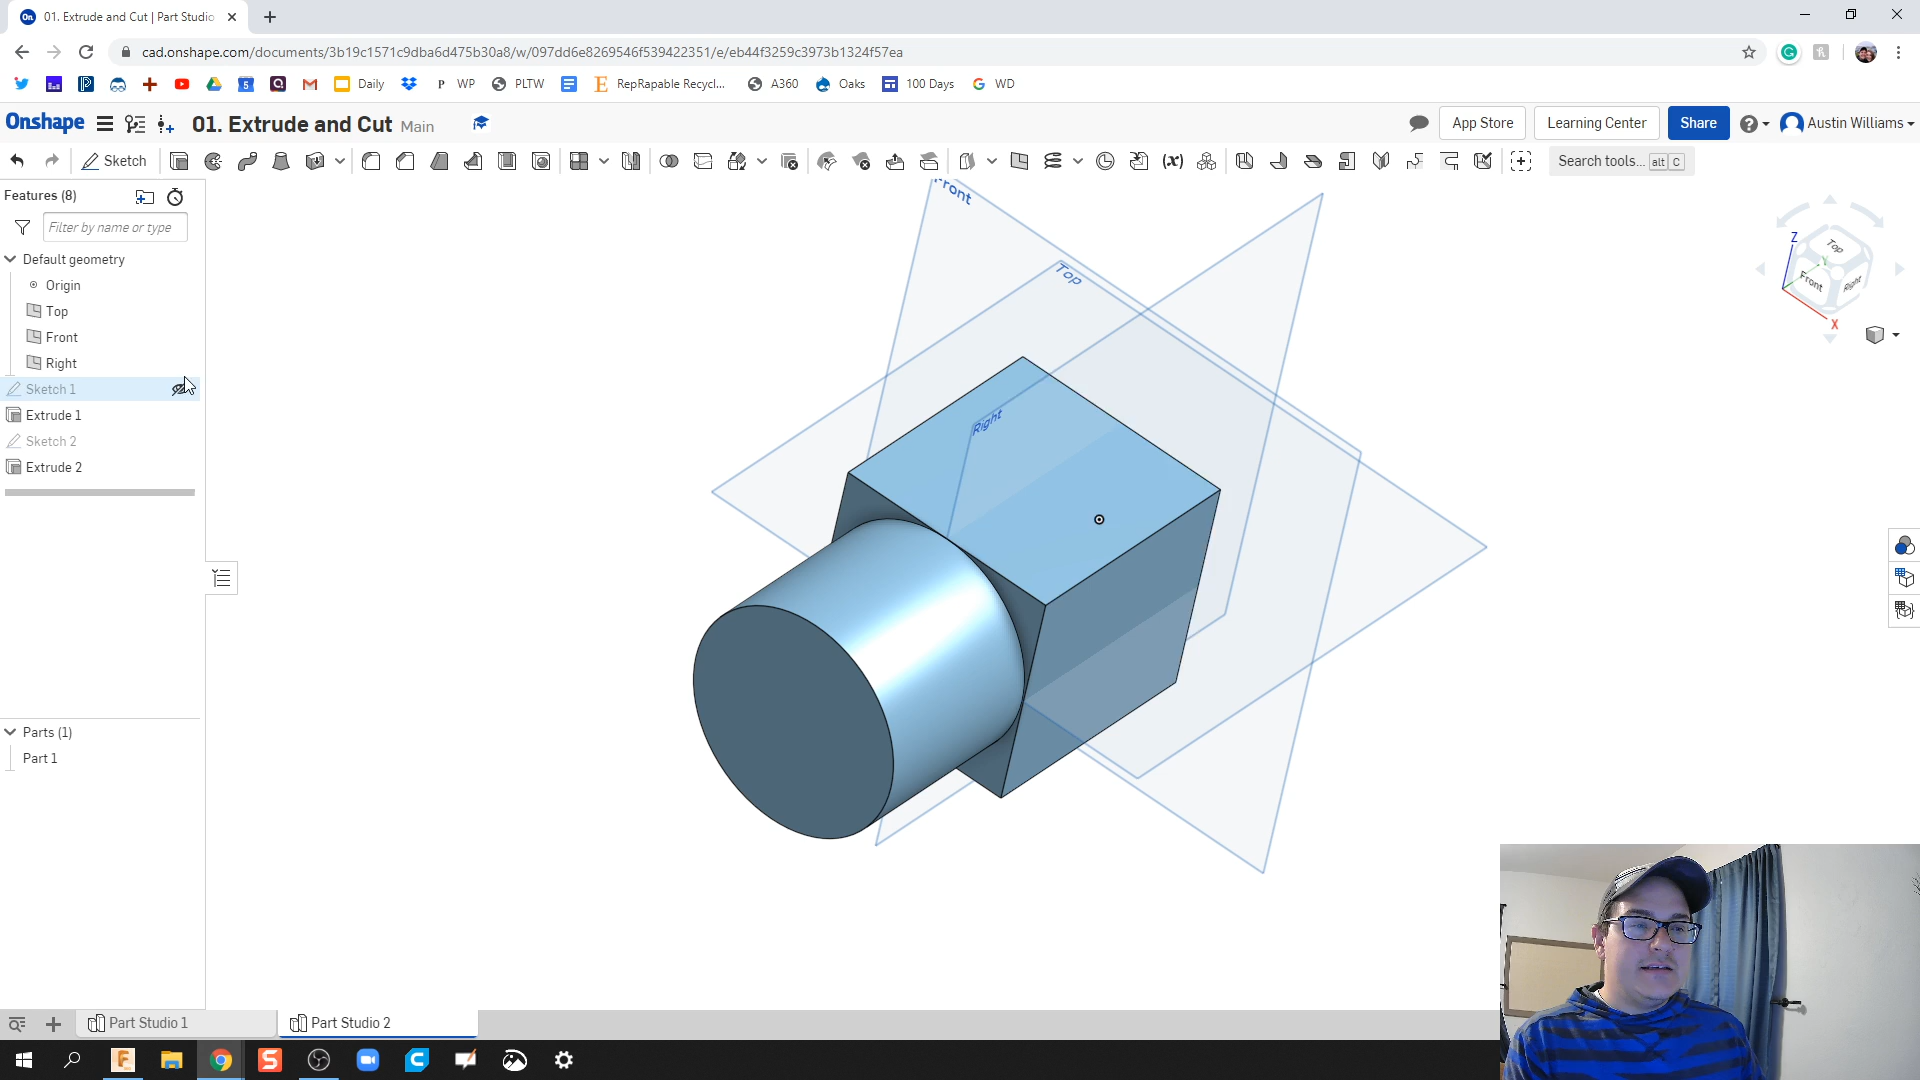 01. Extrude and Cut | Part Studio
cad.onshape.com/documents/3b19c1571c9dba6d475b30a8/w/097dd6e8269546f539422351/e/eb44f3259c3973b1324f57ea
Daily
WP
PLTW
RepRapable Recycl...
A360
Oaks
100 Days
WD
Onshape
01. Extrude and Cut Main
App Store
Learning Center
Share
Austin Williams
Sketch
Search tools... alt C
Features (8)
Filter by name or type
Default geometry
Origin
Top
Front
Right
Sketch 1
Extrude 1
Sketch 2
Extrude 2
Parts (1)
Part 1
Front
Top
Right
Z
Top
Y
Front
Right
X
Part Studio 1
Part Studio 2